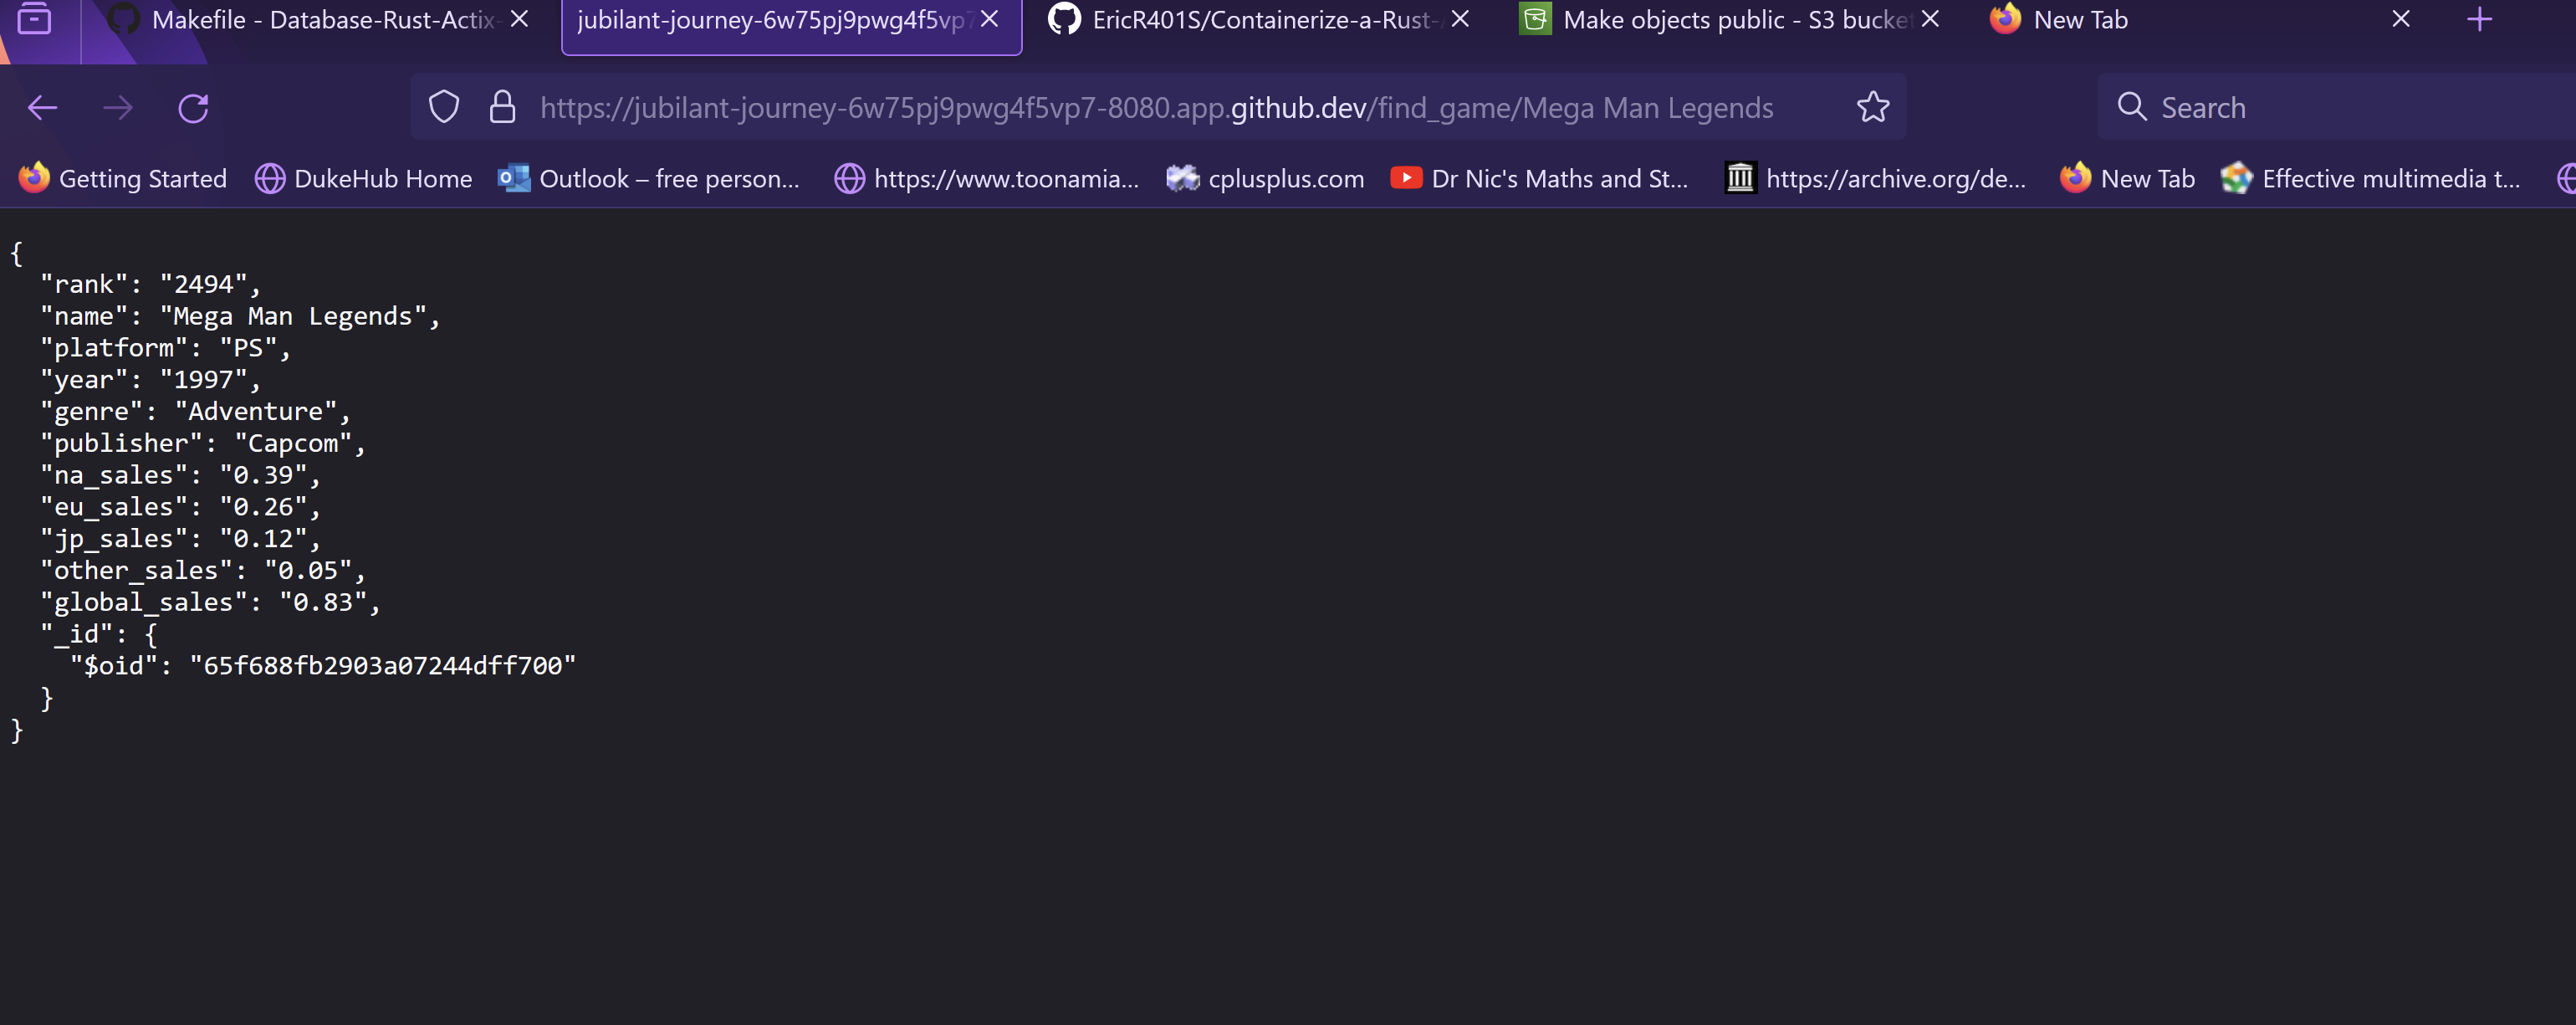 Makefile - Database-Rust-Actix-
jubilant-journey-6w75pj9pwg4f5vp7
EricR401S/Containerize-a-Rust-
Make objects public - S3 bucket
New Tab
https://jubilant-journey-6w75pj9pwg4f5vp7-8080.app.github.dev/find_game/Mega Man Legends
Search
Getting Started
DukeHub Home
Outlook – free person...
https://www.toonamia...
cplusplus.com
Dr Nic's Maths and St...
https://archive.org/de...
New Tab
Effective multimedia t...
{
  "rank": "2494",
  "name": "Mega Man Legends",
  "platform": "PS",
  "year": "1997",
  "genre": "Adventure",
  "publisher": "Capcom",
  "na_sales": "0.39",
  "eu_sales": "0.26",
  "jp_sales": "0.12",
  "other_sales": "0.05",
  "global_sales": "0.83",
  "_id": {
    "$oid": "65f688fb2903a07244dff700"
  }
}